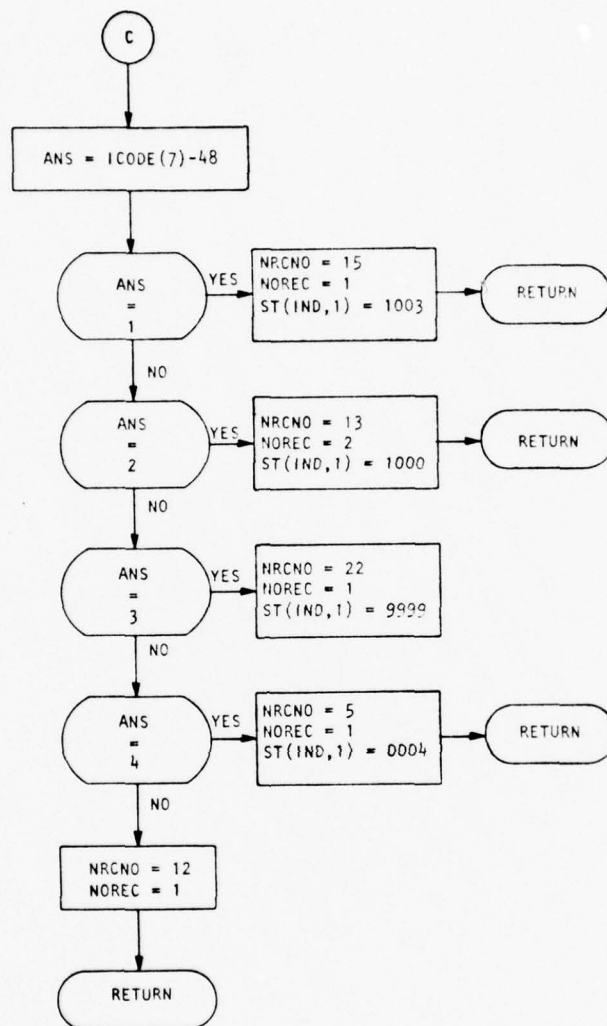 C
ANS = ICODE(7)-48
ANS
=
1
YES
NRCNO = 15
NOREC = 1
ST(IND,1) = 1003
RETURN
NO
ANS
=
2
YES
NRCNO = 13
NOREC = 2
ST(IND,1) = 1000
RETURN
NO
ANS
=
3
YES
NRCNO = 22
NOREC = 1
ST(IND,1) = 9999
NO
ANS
=
4
YES
NRCNO = 5
NOREC = 1
ST(IND,1) = 0004
RETURN
NO
NRCNO = 12
NOREC = 1
RETURN